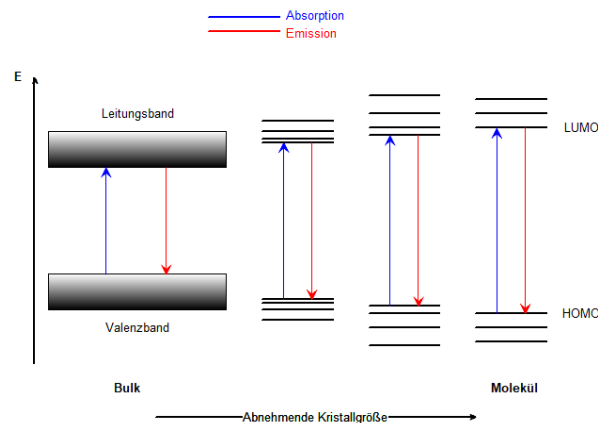 Absorption
Emission
E
Leitungsband
LUMO
HOMO
Valenzband
Bulk
Molekül
Abnehmende Kristallgröße